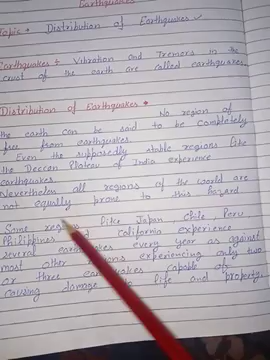 Earthquakes
Topic • Distribution of Earthquakes
Earthquakes ÷ Vibration and Tremors in the
crust of the earth are called earthquakes.
Distribution of Earthquakes •
No region of
the earth can be said to be completely
free from earthquakes.
Even the supposedly stable regions like
the Deccan Plateau of India experience
earthquakes.
Nevertheless all regions of the world are
not equally prone to this hazard
Some like Japan, Chile, Peru
Philippines California experience
several earthquakes every year as against
most other regions experiencing only two
or three earthquakes capable of
causing damage to life and property.